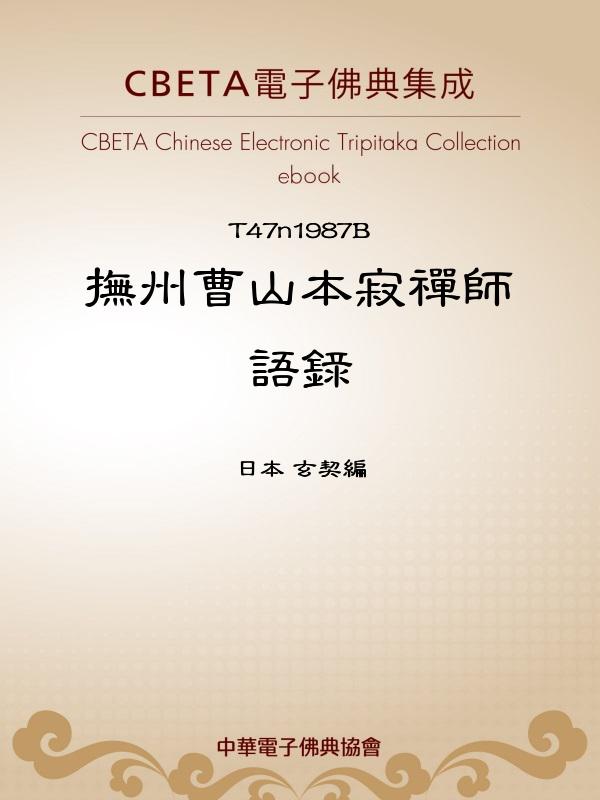 CBETA電子佛典集成
CBETA Chinese Electronic Tripitaka Collection
ebook
T47n1987B
撫州曹山本寂禪師
語錄
日本 玄契編
中華電子佛典協會